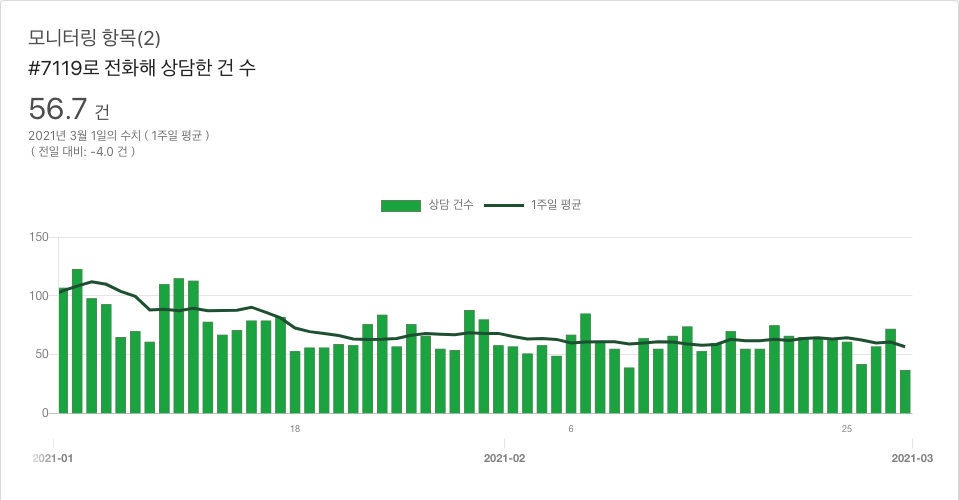 모니터링 항목(2)
#7119로 전화해 상담한 건 수
56.7 건
2021년 3월 1일의 수치 ( 1주일 평균 )
( 전일 대비: -4.0 건 )
상담 건수 1주일 평균
150
100
50
0
18 6 25
2021-01 2021-02 2021-03